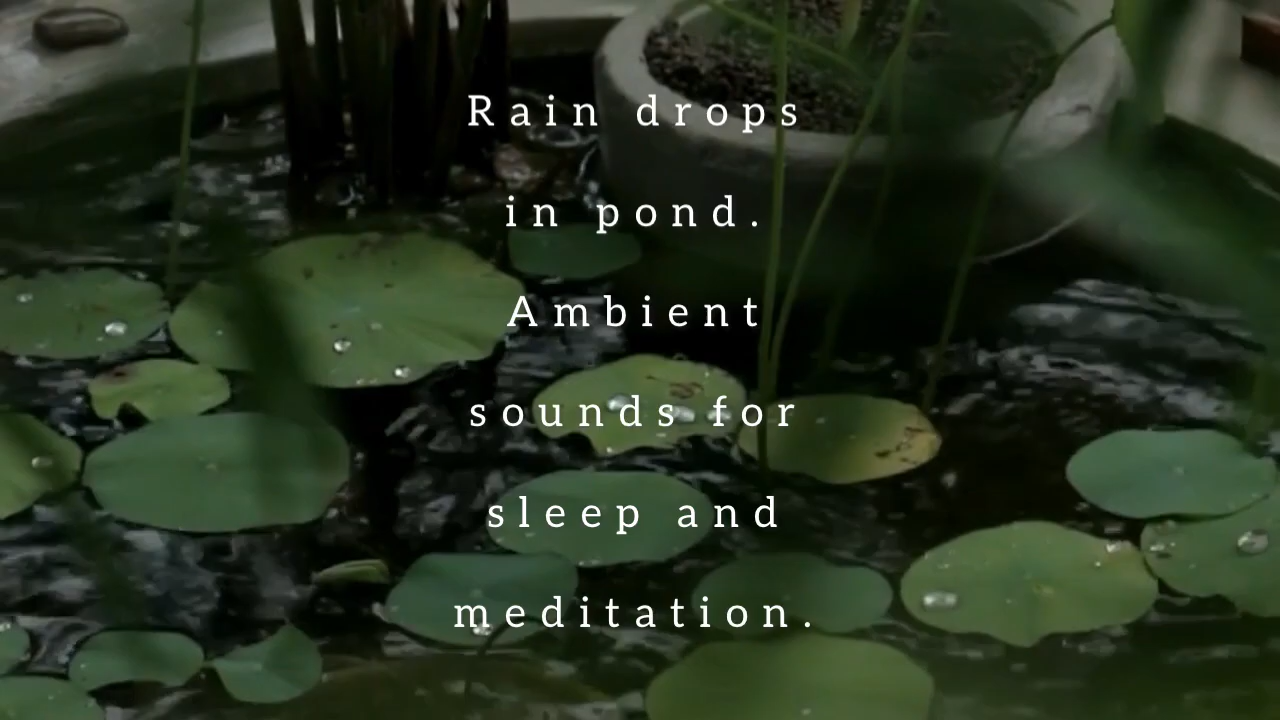 Rain drops
in pond.
Ambient
sounds for
sleep and
meditation.